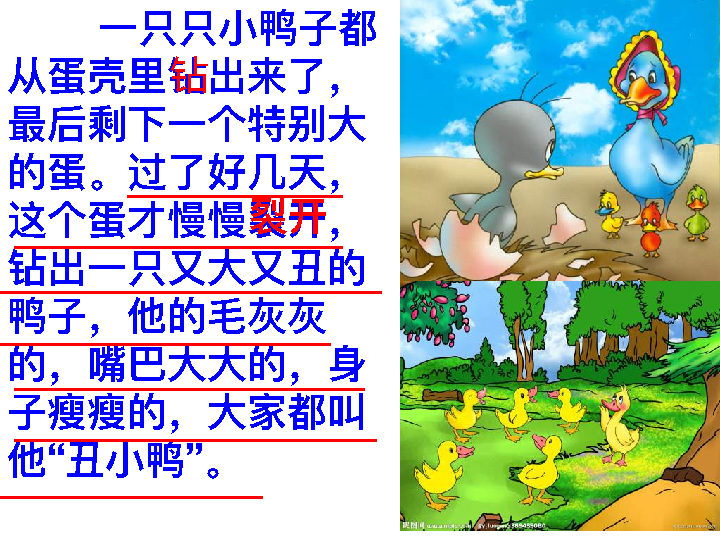 一只只小鸭子都
从蛋壳里钻出来了，
最后剩下一个特别大
的蛋。过了好几天，
这个蛋才慢慢裂开，
钻出一只又大又丑的
鸭子，他的毛灰灰
的，嘴巴大大的，身
子瘦瘦的，大家都叫
他“丑小鸭”。